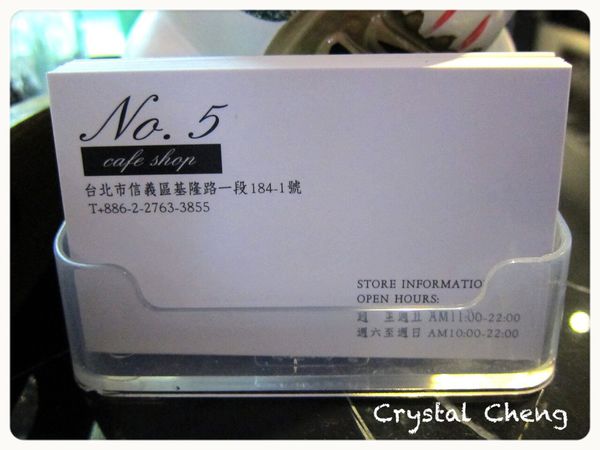 No. 5
cafe shop
台北市信義區基隆路一段184-1號
T+886-2-2763-3855
STORE INFORMATIO
OPEN HOURS:
週 至週五 AM11:00-22:00
週六至週日 AM10:00-22:00
Crystal Cheng